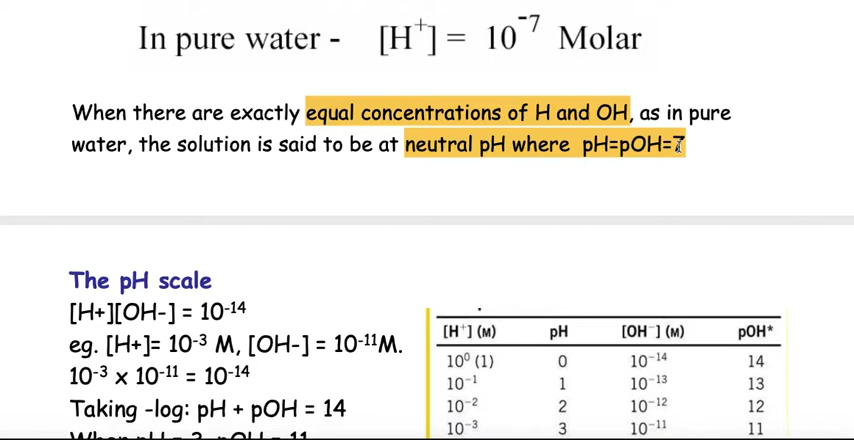 In pure water - [H⁺] = 10⁻⁷ Molar
When there are exactly equal concentrations of H and OH, as in pure
water, the solution is said to be at neutral pH where pH=pOH=7
The pH scale
[H+][OH-] = 10⁻¹⁴
eg. [H+]= 10⁻³ M, [OH-] = 10⁻¹¹M.
10⁻³ x 10⁻¹¹ = 10⁻¹⁴
Taking -log: pH + pOH = 14
[H⁺] (M) pH [OH⁻] (M) pOH*
10⁰ (1) 0 10⁻¹⁴ 14
10⁻¹ 1 10⁻¹³ 13
10⁻² 2 10⁻¹² 12
10⁻³ 3 10⁻¹¹ 11